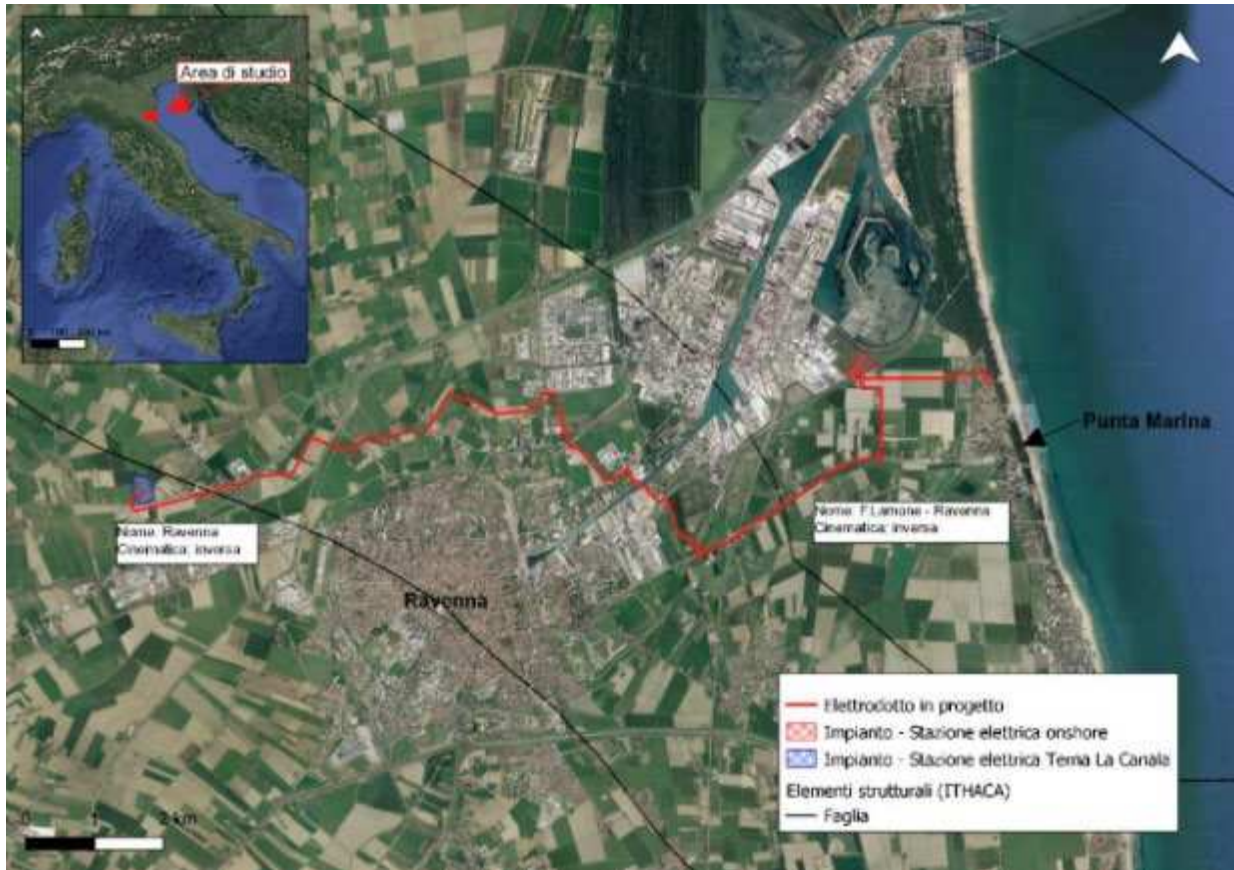 Area di studio
Punta Marina
Nome: Ravenna
Cinematica: inversa
Nome: F.Lamone - Ravenna
Cinematica: inversa
Ravenna
Elettrodotto in progetto
Impianto - Stazione elettrica onshore
Impianto - Stazione elettrica Terna La Canala
Elementi strutturali (ITHACA)
Faglia
0 1 2 km